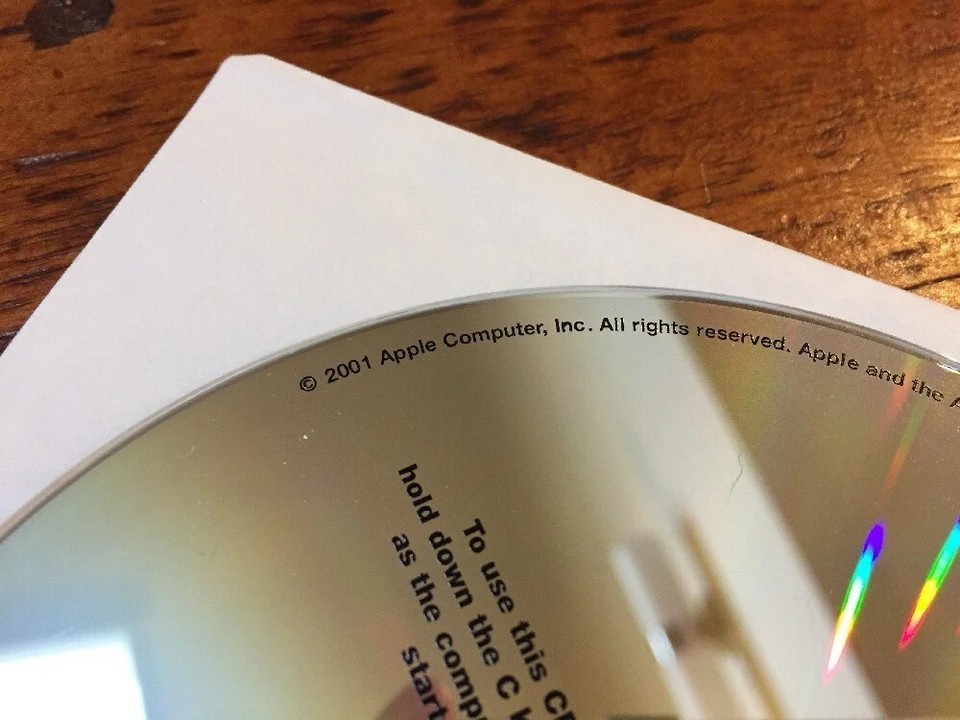 © 2001 Apple Computer, Inc. All rights reserved. Apple and the
To use this
hold down the C
as the
start